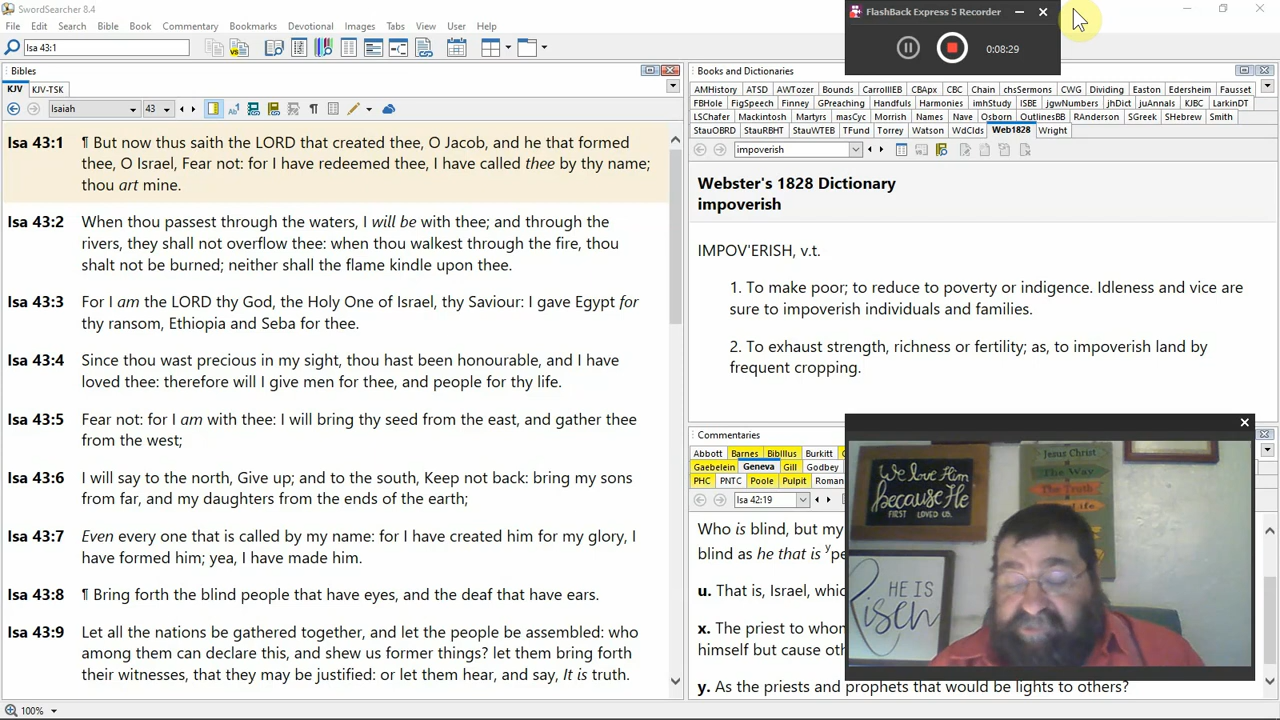 SwordSearcher 8.4
File Edit Search Bible Book Commentary Bookmarks Devotional Images Tabs View User Help
Isa 43:1
Bibles
KJV KJV-TSK
Isaiah 43
Isa 43:1 ¶ But now thus saith the LORD that created thee, O Jacob, and he that formed
thee, O Israel, Fear not: for I have redeemed thee, I have called thee by thy name;
thou art mine.
Isa 43:2 When thou passest through the waters, I will be with thee; and through the
rivers, they shall not overflow thee: when thou walkest through the fire, thou
shalt not be burned; neither shall the flame kindle upon thee.
Isa 43:3 For I am the LORD thy God, the Holy One of Israel, thy Saviour: I gave Egypt for
thy ransom, Ethiopia and Seba for thee.
Isa 43:4 Since thou wast precious in my sight, thou hast been honourable, and I have
loved thee: therefore will I give men for thee, and people for thy life.
Isa 43:5 Fear not: for I am with thee: I will bring thy seed from the east, and gather thee
from the west;
Isa 43:6 I will say to the north, Give up; and to the south, Keep not back: bring my sons
from far, and my daughters from the ends of the earth;
Isa 43:7 Even every one that is called by my name: for I have created him for my glory, I
have formed him; yea, I have made him.
Isa 43:8 ¶ Bring forth the blind people that have eyes, and the deaf that have ears.
Isa 43:9 Let all the nations be gathered together, and let the people be assembled: who
among them can declare this, and shew us former things? let them bring forth
their witnesses, that they may be justified: or let them hear, and say, It is truth.
100%
FlashBack Express 5 Recorder
0:08:29
Books and Dictionaries
AMHistory ATSD AWTozer Bounds CarrollIEB CBApx CBC Chain chsSermons CWG Dividing Easton Edersheim Fausset
FBHole FigSpeech Finney GPreaching Handfuls Harmonies imhStudy ISBE jgwNumbers jhDict juAnnals KJBC LarkinDT
LSChafer Mackintosh Martyrs masCyc Morrish Names Nave Osborn OutlinesBB RAnderson SGreek SHebrew Smith
StauOBRD StauRBHT StauWTEB TFund Torrey Watson WdClds Web1828 Wright
impoverish
Webster's 1828 Dictionary
impoverish
IMPOV'ERISH, v.t.
1. To make poor; to reduce to poverty or indigence. Idleness and vice are
sure to impoverish individuals and families.
2. To exhaust strength, richness or fertility; as, to impoverish land by
frequent cropping.
Commentaries
Abbott Barnes BibIllus Burkitt
Gaebelein Geneva Gill Godbey
PHC PNTC Poole Pulpit Roman
Isa 42:19
Who is blind, but my
blind as he that is y
u. That is, Israel,
x. The priest to whom
himself but cause
y. As the priests and prophets that would be lights to others?
We love Him
because He
FIRST LOVED US.
Jesus Christ
The Way
The Truth
HE IS
Risen